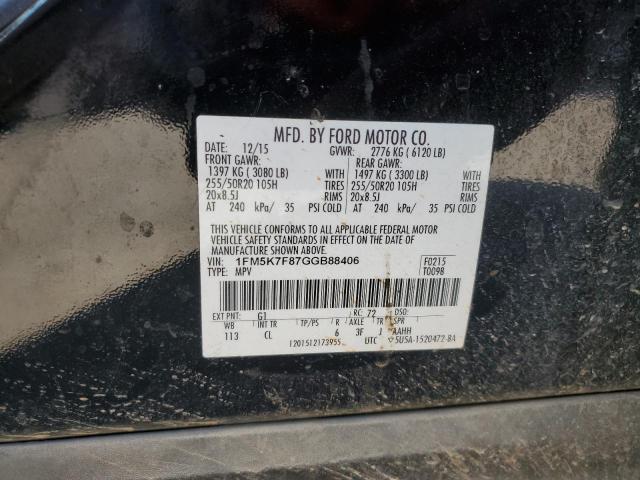 MFD. BY FORD MOTOR CO.
DATE: 12/15 GVWR: 2776 KG ( 6120 LB)
FRONT GAWR: REAR GAWR:
1397 KG ( 3080 LB) WITH 1497 KG ( 3300 LB) WITH
255/50R20 105H TIRES 255/50R20 105H TIRES
20x8.5J RIMS 20x8.5J RIMS
AT 240 kPa/ 35 PSI COLD AT 240 kPa/ 35 PSI COLD
THIS VEHICLE CONFORMS TO ALL APPLICABLE FEDERAL MOTOR
VEHICLE SAFETY STANDARDS IN EFFECT ON THE DATE OF
MANUFACTURE SHOWN ABOVE.
VIN: 1FM5K7F87GGB88406 F0215
TYPE: MPV T0098
EXT PNT: G1 RC: 72 DSO:
WB INT TR TP/PS R AXLE TR SPR
113 CL 6 3F 1 AAHH
UTC 5U5A-1520472-BA